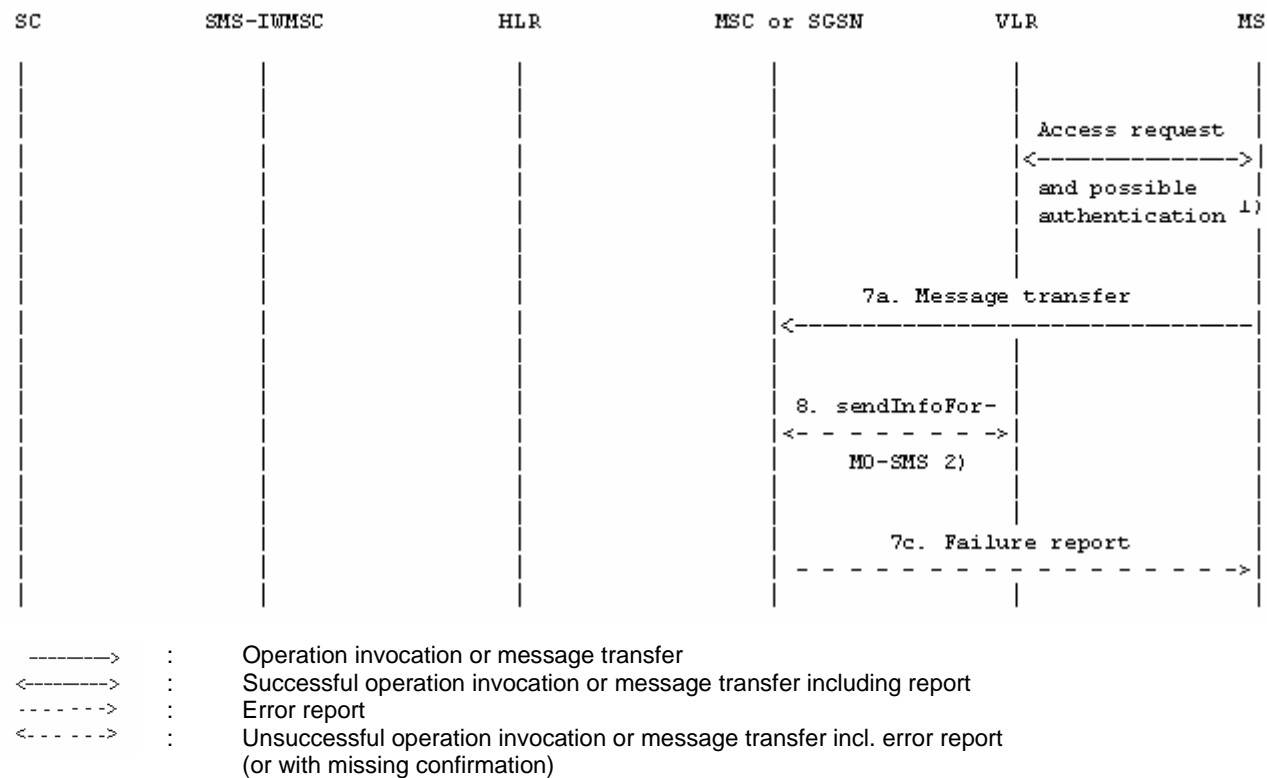 SC SMS-IWMSC HLR MSC or SGSN VLR MS
Access request
and possible
authentication 1)
7a. Message transfer
8. sendInfoFor-
MO-SMS 2)
7c. Failure report
: Operation invocation or message transfer
: Successful operation invocation or message transfer including report
: Error report
: Unsuccessful operation invocation or message transfer incl. error report
(or with missing confirmation)